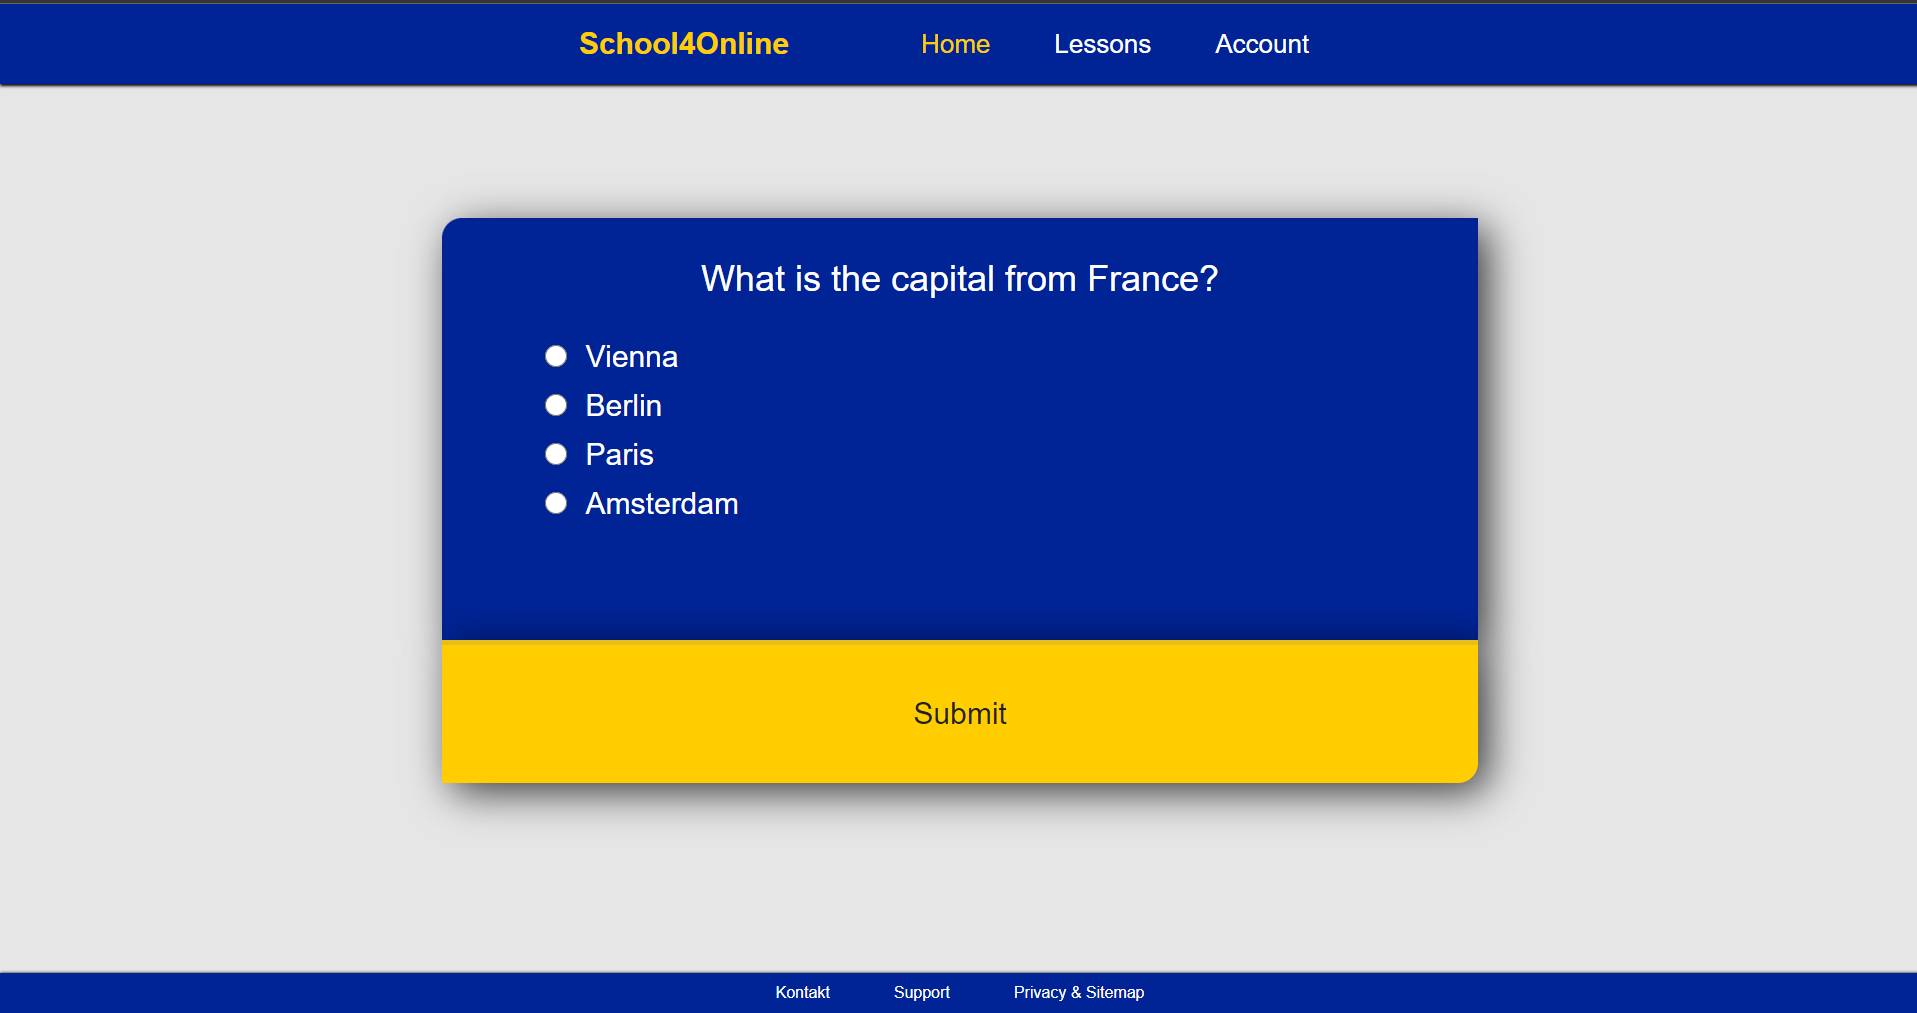 School4Online Home Lessons Account
What is the capital from France?
Vienna
Berlin
Paris
Amsterdam
Submit
Kontakt Support Privacy & Sitemap